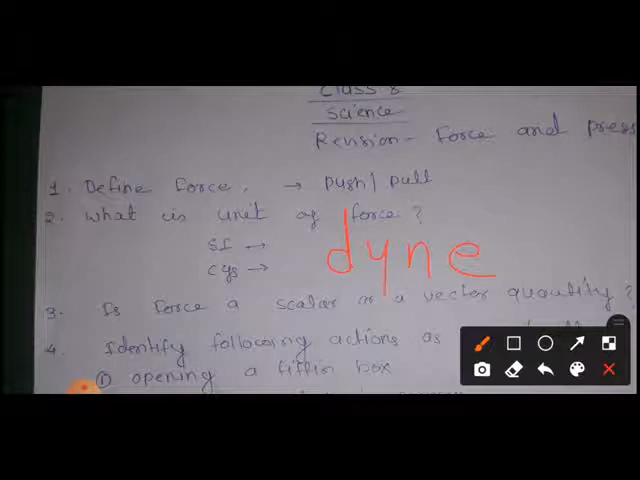 Class 8
Science
Revision - Force and press
1. Define Force. → push/pull
2. What is unit of force?
SI →
cgs →
dyne
3. Is Force a scalar or a vector quantity?
4. Identify following actions as
① opening a tiffin box